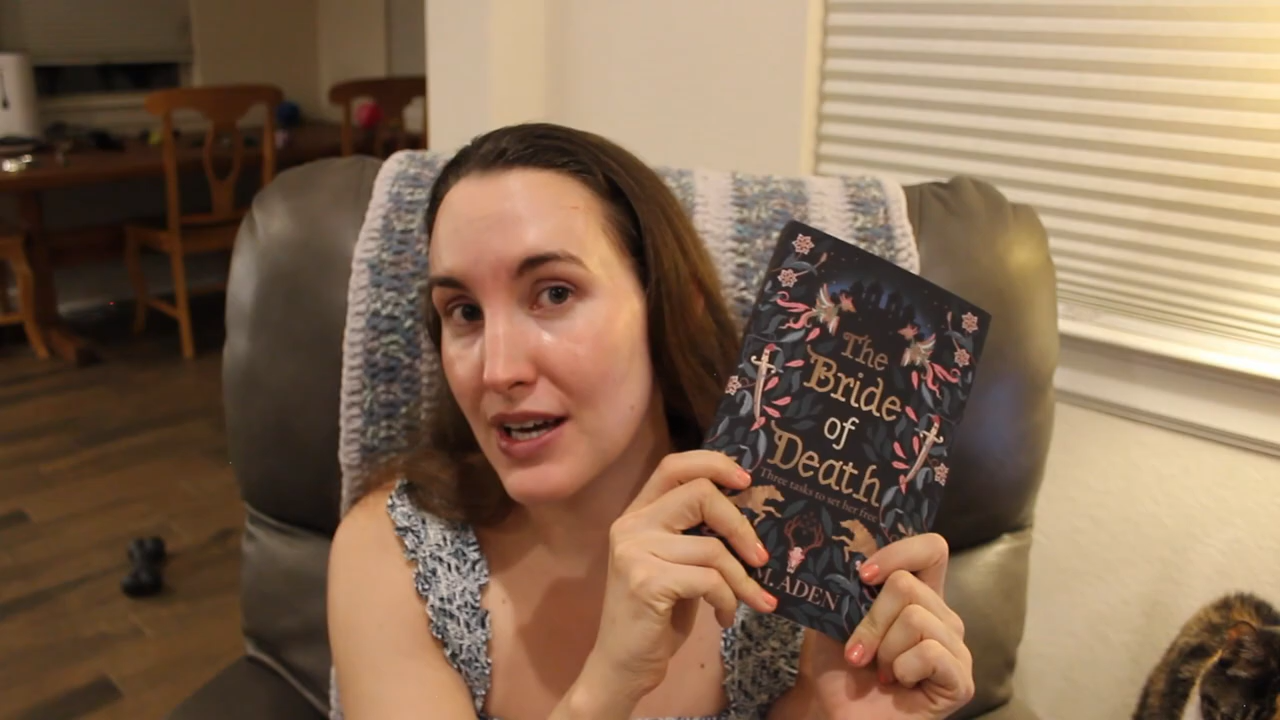 The
Bride
of
Death
Three tasks to set her free
M. ADEN